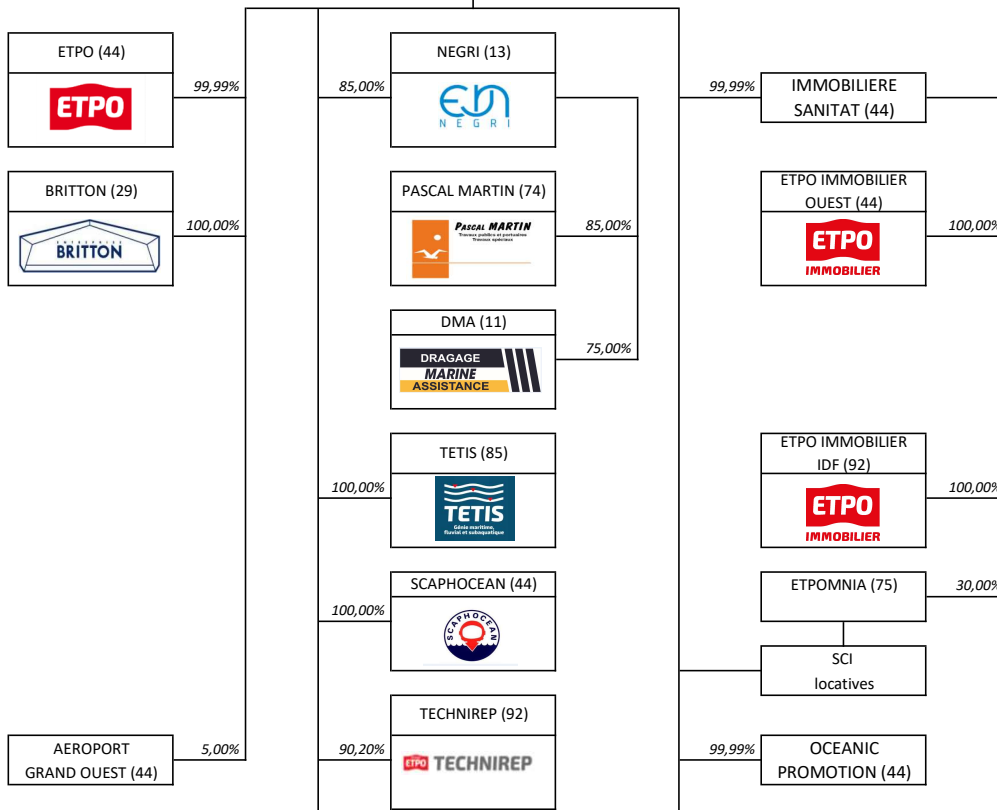 ETPO (44)
ETPO
99,99%
BRITTON (29)
ENTREPRISE
BRITTON
100,00%
AEROPORT
GRAND OUEST (44)
5,00%
85,00%
NEGRI (13)
NEGRI
PASCAL MARTIN (74)
PASCAL MARTIN
Travaux publics et portuaires
Travaux spéciaux
85,00%
DMA (11)
DRAGAGE
MARINE
ASSISTANCE
75,00%
100,00%
TETIS (85)
TETIS
Génie maritime,
fluvial et subaquatique
100,00%
SCAPHOCEAN (44)
SCAPHOCEAN
90,20%
TECHNIREP (92)
ETPO TECHNIREP
99,99%
IMMOBILIERE
SANITAT (44)
ETPO IMMOBILIER
OUEST (44)
ETPO
IMMOBILIER
100,00%
ETPO IMMOBILIER
IDF (92)
ETPO
IMMOBILIER
100,00%
ETPOMNIA (75)
30,00%
SCI
locatives
99,99%
OCEANIC
PROMOTION (44)